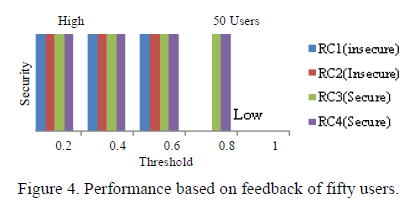 High 50 Users
Security
RC1(insecure)
RC2(Insecure)
RC3(Secure)
RC4(Secure)
Low
0.2 0.4 0.6 0.8 1
Threshold
Figure 4. Performance based on feedback of fifty users.